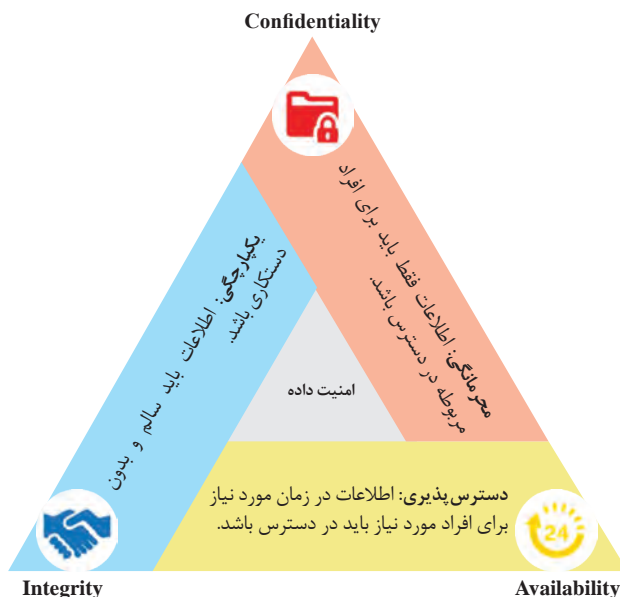 Confidentiality
محرمانگی: اطلاعات فقط باید برای افراد
مربوطه در دسترس باشد.
یکپارچگی: اطلاعات باید سالم و بدون
دستکاری باشد.
امنیت داده
دسترس‌پذیری: اطلاعات در زمان مورد نیاز
برای افراد مورد نیاز باید در دسترس باشد.
24
Integrity
Availability